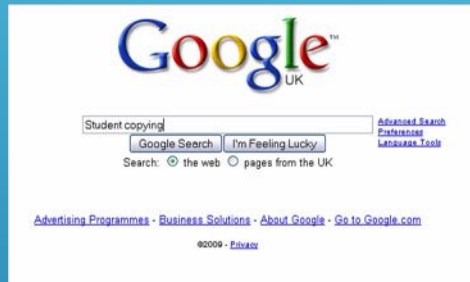 Google™
UK
Student copying
Advanced Search
Preferences
Language Tools
Google Search I'm Feeling Lucky
Search: the web pages from the UK
Advertising Programmes - Business Solutions - About Google - Go to Google.com
©2009 - Privacy